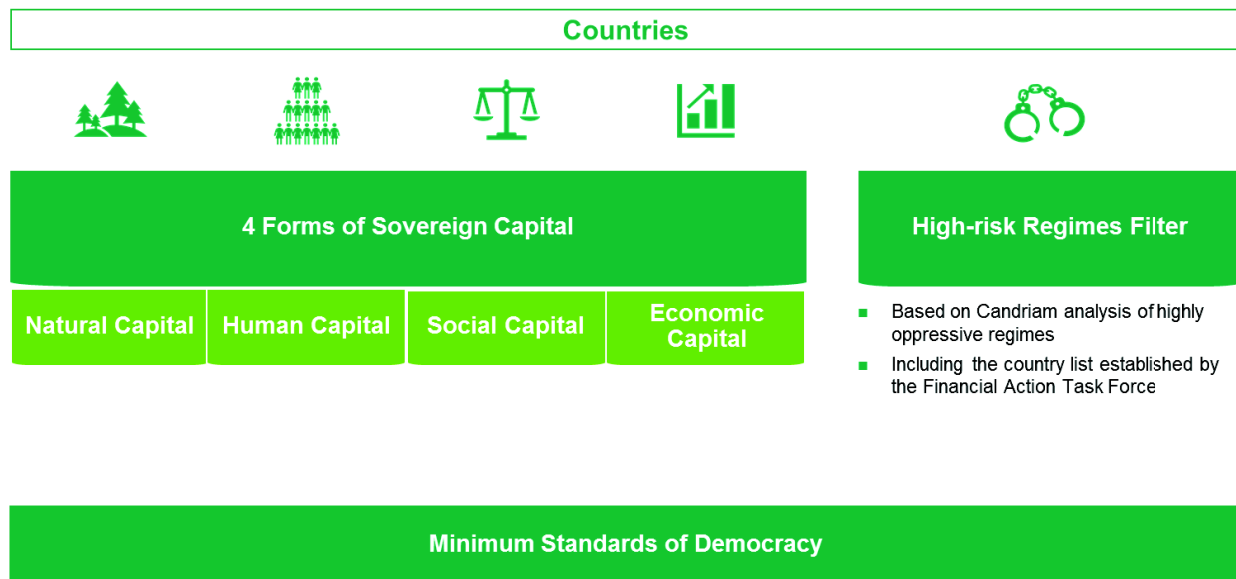 Countries
4 Forms of Sovereign Capital
High-risk Regimes Filter
Natural Capital
Human Capital
Social Capital
Economic
Capital
Based on Candriam analysis of highly
oppressive regimes
Including the country list established by
the Financial Action Task Force
Minimum Standards of Democracy